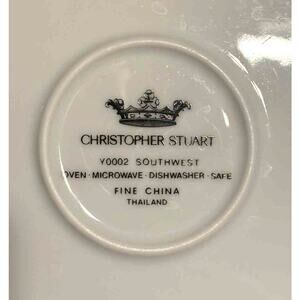 CHRISTOPHER STUART
Y0002 SOUTHWEST
OVEN · MICROWAVE · DISHWASHER · SAFE
FINE CHINA
THAILAND